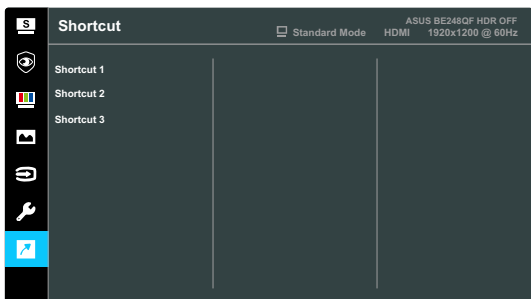 S
Shortcut
Standard Mode
ASUS BE248QF HDR OFF
HDMI 1920x1200 @ 60Hz
Shortcut 1
Shortcut 2
Shortcut 3